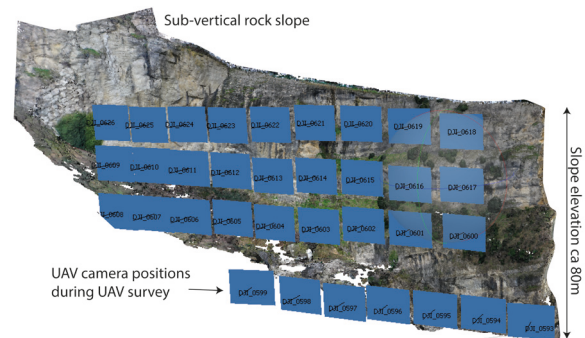 Sub-vertical rock slope
DJI_0626 DJI_0625 DJI_0624 DJI_0623 DJI_0622 DJI_0621 DJI_0620 DJI_0619 DJI_0618
DJI_0609 DJI_0610 DJI_0611 DJI_0612 DJI_0613 DJI_0614 DJI_0615 DJI_0616 DJI_0617
DJI_0608 DJI_0607 DJI_0606 DJI_0605 DJI_0604 DJI_0603 DJI_0602 DJI_0601 DJI_0600
UAV camera positions
during UAV survey
DJI_0599 DJI_0598 DJI_0597 DJI_0596 DJI_0595 DJI_0594 DJI_0593
Slope elevation ca 80m